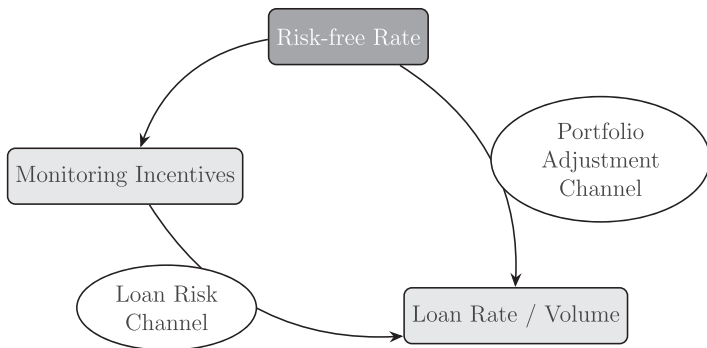 Risk-free Rate
Portfolio
Adjustment
Channel
Monitoring Incentives
Loan Risk
Channel
Loan Rate / Volume